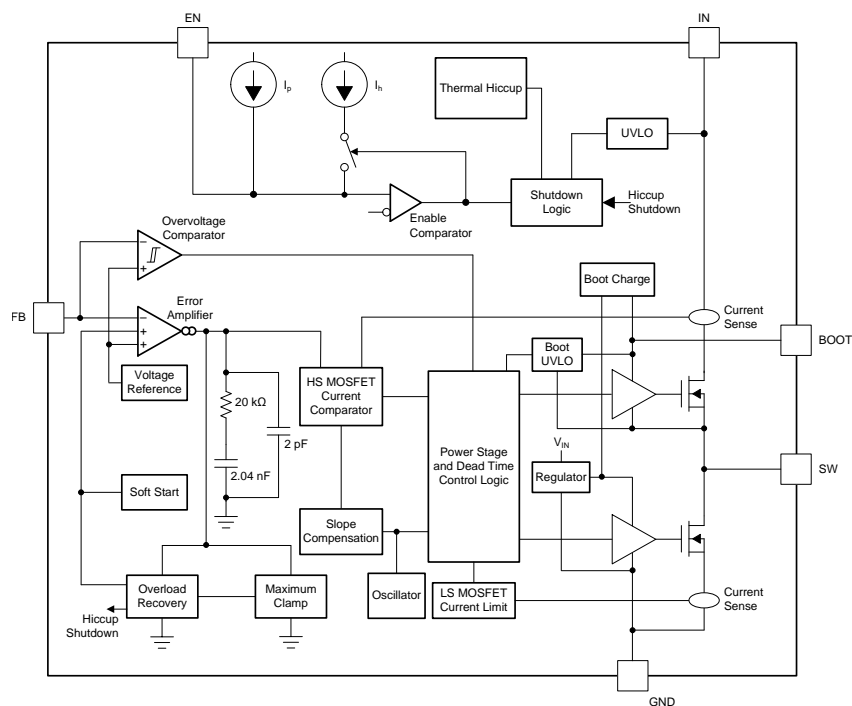 EN
IN
Ip
Ih
Thermal Hiccup
UVLO
Shutdown
Logic
Hiccup
Shutdown
Enable
Comparator
Overvoltage
Comparator
Boot Charge
FB
Error
Amplifier
Current
Sense
BOOT
Voltage
Reference
HS MOSFET
Current
Comparator
Boot
UVLO
20 kΩ
2 pF
2.04 nF
Power Stage
and Dead Time
Control Logic
VIN
Regulator
SW
Soft Start
Slope
Compensation
Overload
Recovery
Maximum
Clamp
Oscillator
LS MOSFET
Current Limit
Current
Sense
Hiccup
Shutdown
GND